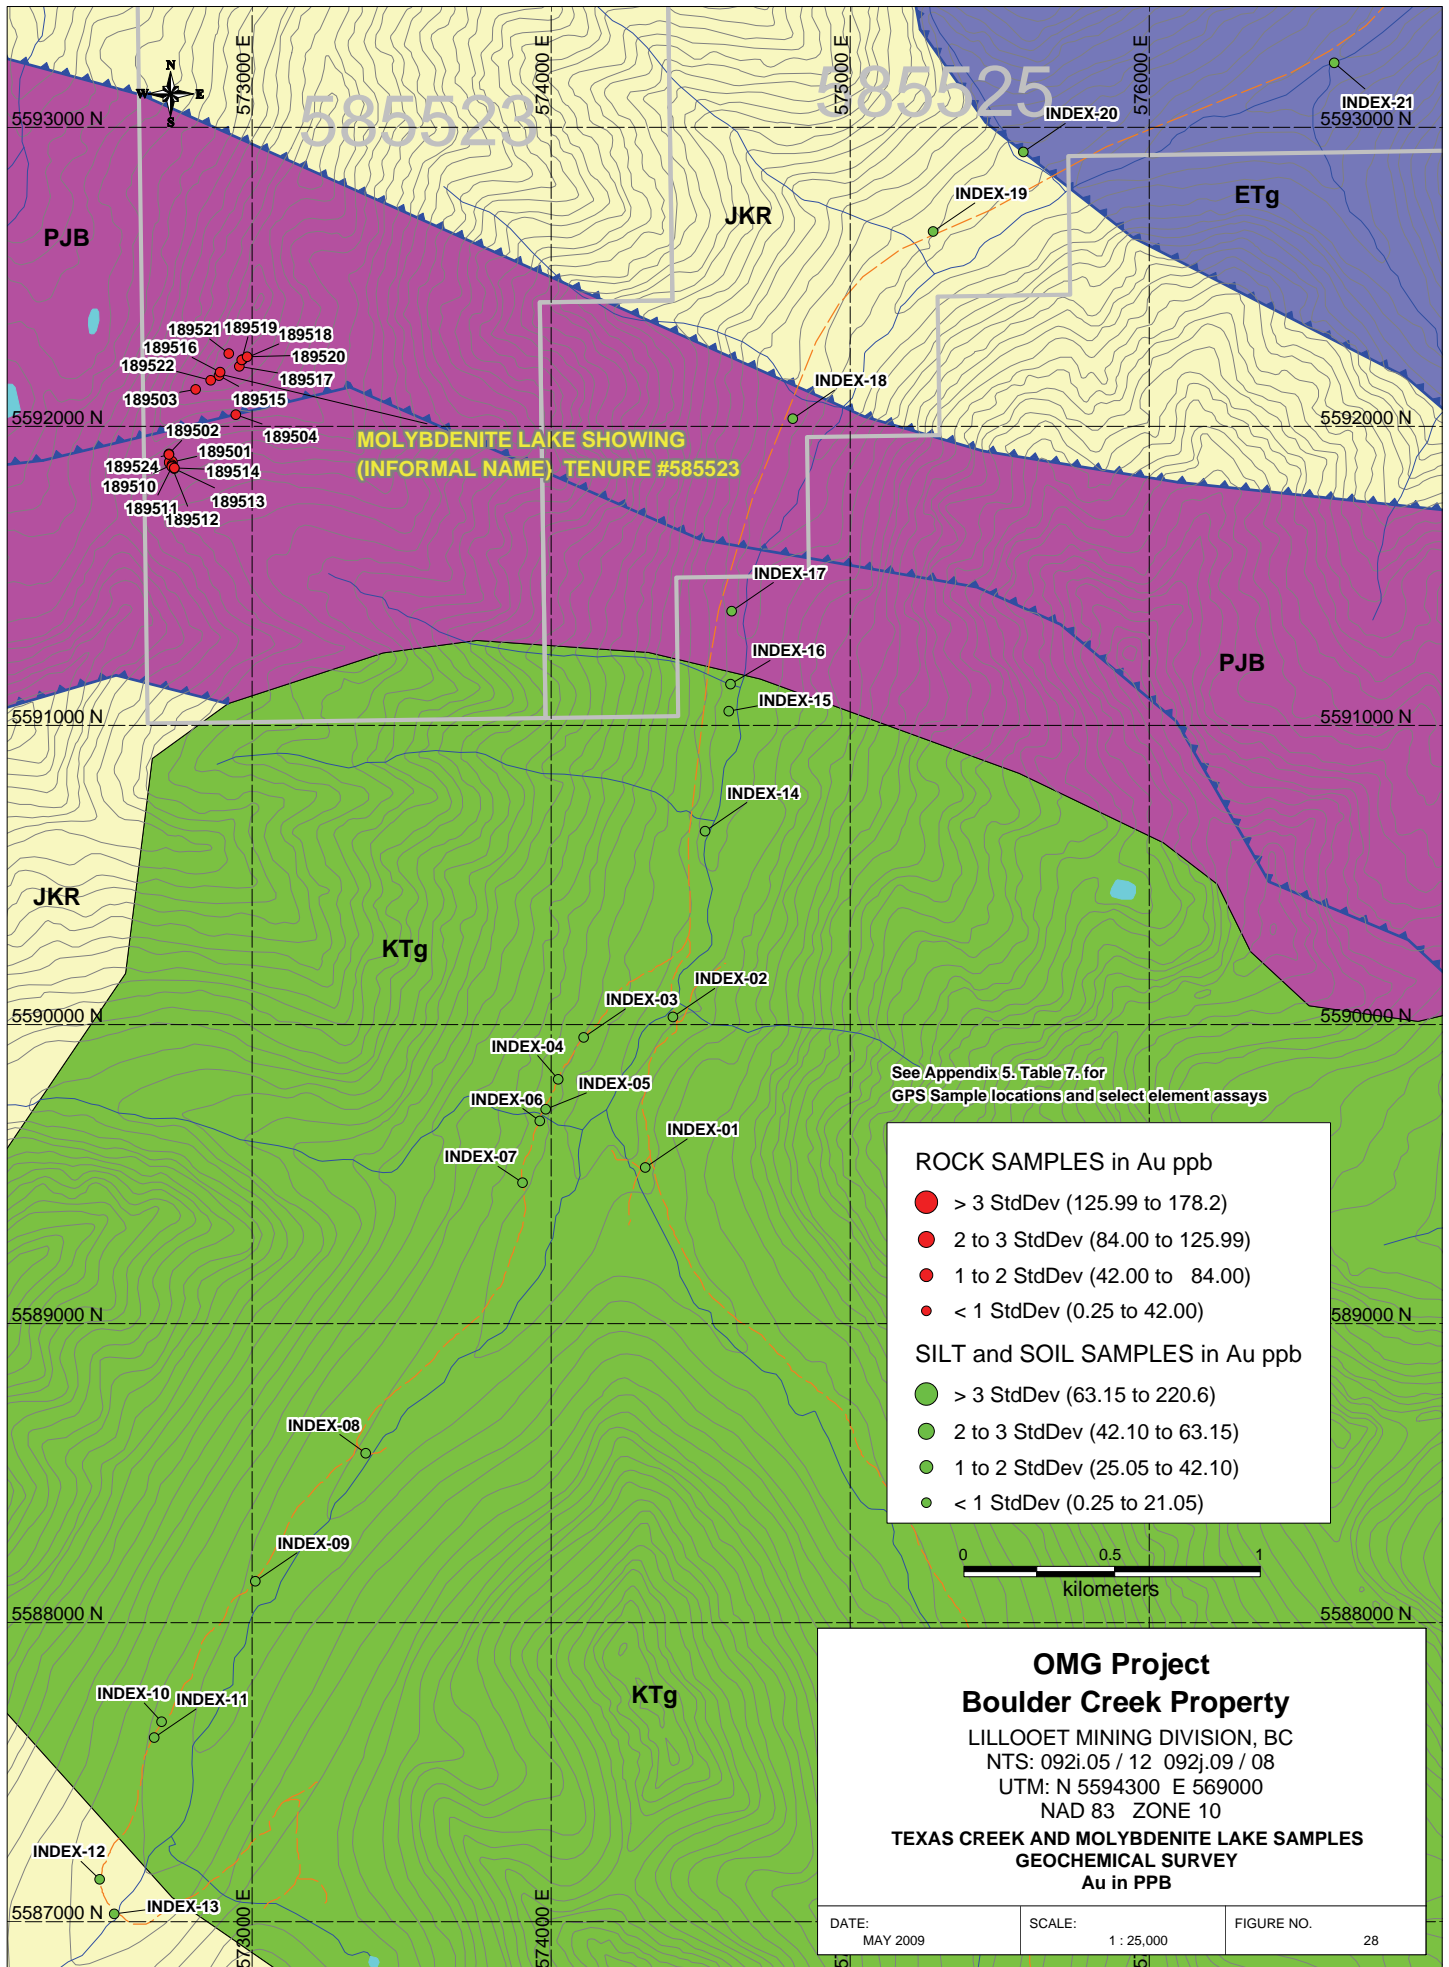 573000 E
574000 E
575000 E
576000 E
N
W E
S
585523
585525
INDEX-21
INDEX-20
5593000 N
5593000 N
INDEX-19
ETg
JKR
PJB
189519
189521
189518
189516
189520
189522
189517
189503
189515
INDEX-18
5592000 N
5592000 N
189502
189504
189501
189524
189514
189510
189513
189511
189512
MOLYBDENITE LAKE SHOWING
(INFORMAL NAME) TENURE #585523
INDEX-17
INDEX-16
PJB
INDEX-15
5591000 N
5591000 N
INDEX-14
JKR
KTg
INDEX-02
INDEX-03
5590000 N
INDEX-04
INDEX-05
INDEX-06
INDEX-01
INDEX-07
5590000 N
See Appendix 5. Table 7. for
GPS Sample locations and select element assays
ROCK SAMPLES in Au ppb
> 3 StdDev (125.99 to 178.2)
2 to 3 StdDev (84.00 to 125.99)
1 to 2 StdDev (42.00 to 84.00)
< 1 StdDev (0.25 to 42.00)
SILT and SOIL SAMPLES in Au ppb
> 3 StdDev (63.15 to 220.6)
2 to 3 StdDev (42.10 to 63.15)
1 to 2 StdDev (25.05 to 42.10)
< 1 StdDev (0.25 to 21.05)
5589000 N
589000 N
INDEX-08
INDEX-09
0 0.5 1
kilometers
5588000 N
5588000 N
INDEX-10
INDEX-11
KTg
INDEX-12
INDEX-13
5587000 N
573000 E
574000 E
OMG Project
Boulder Creek Property
LILLOOET MINING DIVISION, BC
NTS: 092i.05 / 12 092j.09 / 08
UTM: N 5594300 E 569000
NAD 83 ZONE 10
TEXAS CREEK AND MOLYBDENITE LAKE SAMPLES
GEOCHEMICAL SURVEY
Au in PPB
DATE:
MAY 2009
SCALE:
1 : 25,000
FIGURE NO.
28